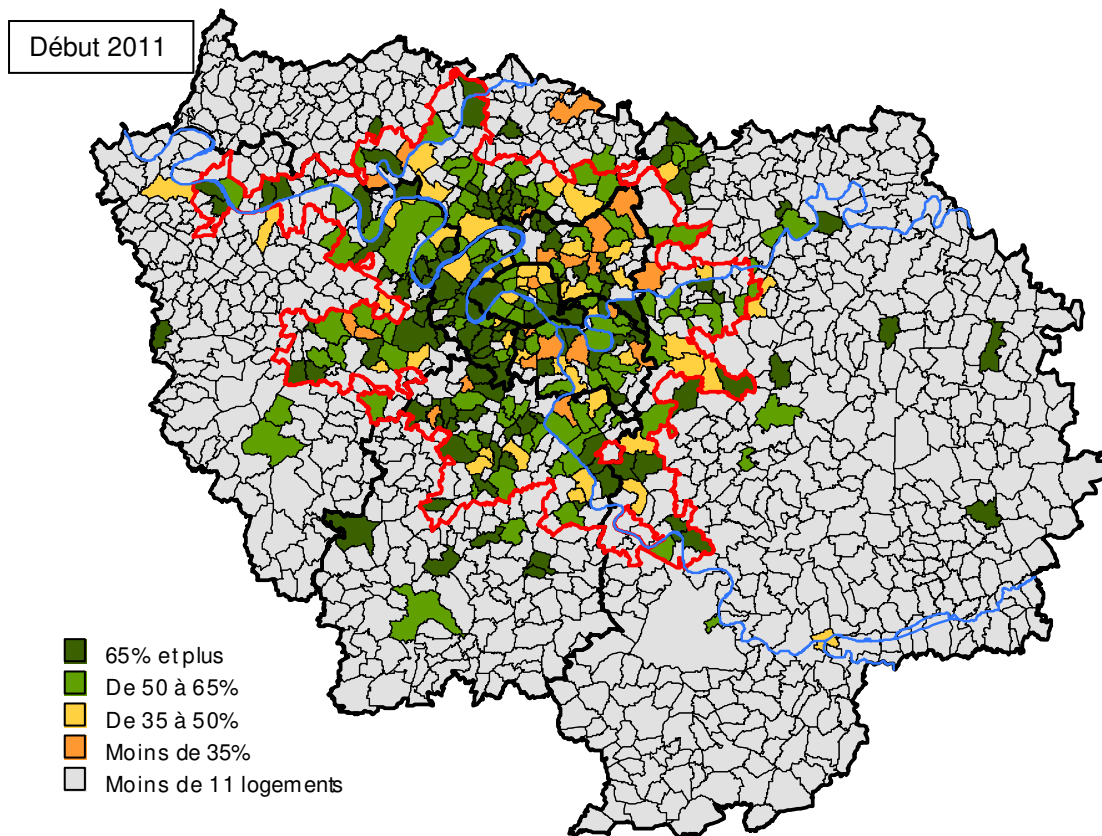 Début 2011
65% et plus
De 50 à 65%
De 35 à 50%
Moins de 35%
Moins de 11 logements